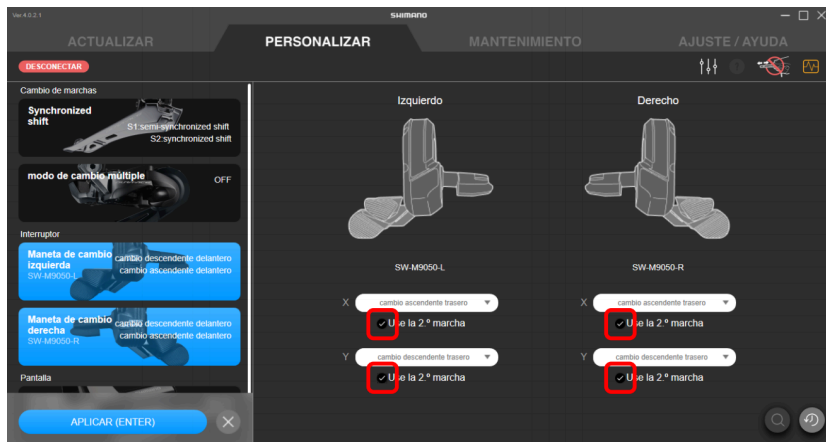 Ver.4.0.2.1
SHIMANO
ACTUALIZAR
PERSONALIZAR
MANTENIMIENTO
AJUSTE / AYUDA
DESCONECTAR
Cambio de marchas
Synchronized
shift
S1:semi-synchronized shift
S2:synchronized shift
modo de cambio múltiple
OFF
Interruptor
Maneta de cambio
izquierda
SW-M9050-L
cambio descendente delantero
cambio ascendente delantero
Maneta de cambio
derecha
SW-M9050-R
cambio descendente delantero
cambio ascendente delantero
Pantalla
APLICAR (ENTER)
Izquierdo
SW-M9050-L
X
cambio ascendente trasero
Use la 2.º marcha
Y
cambio descendente trasero
Use la 2.º marcha
Derecho
SW-M9050-R
X
cambio ascendente trasero
Use la 2.º marcha
Y
cambio descendente trasero
Use la 2.º marcha